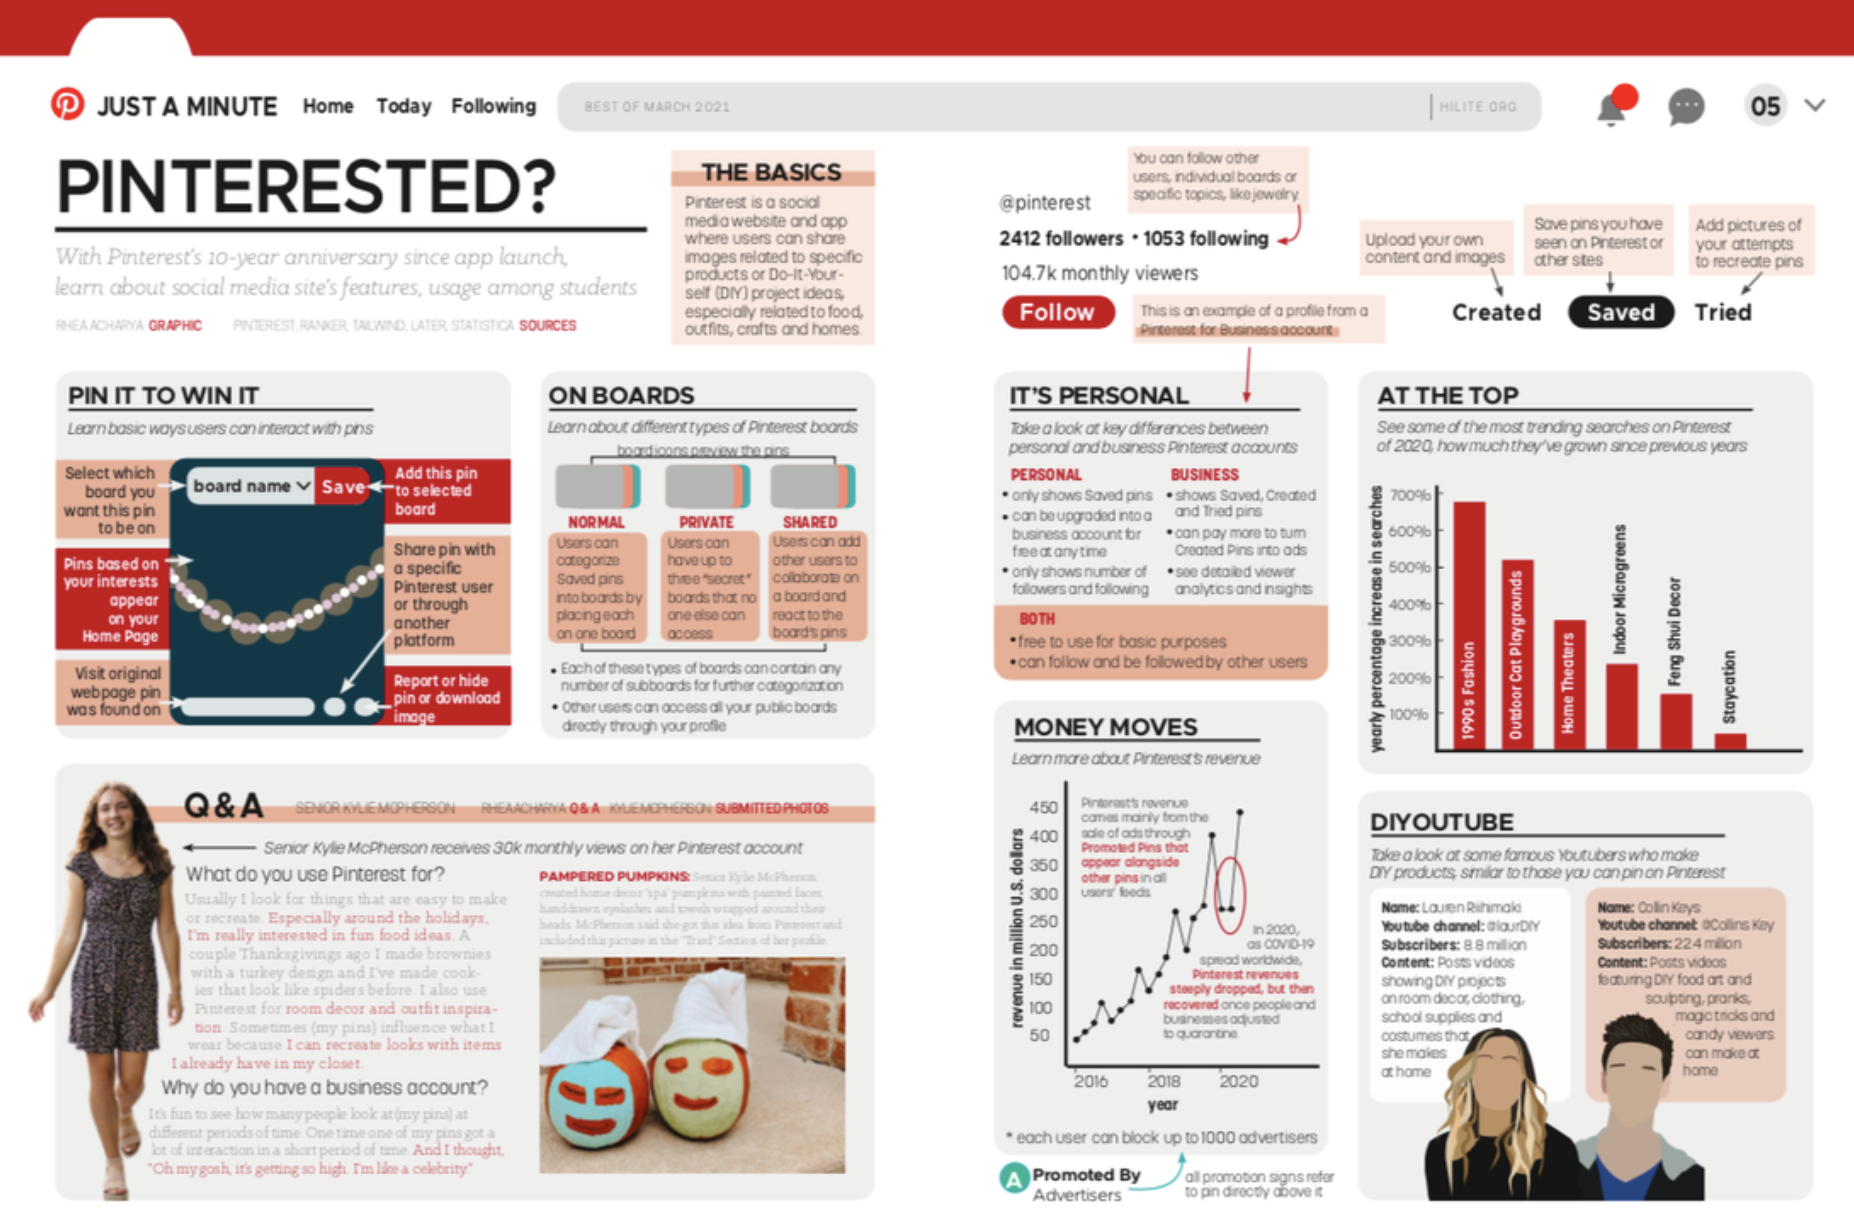 JUST A MINUTE Home Today Following
BEST OF MARCH 2021
HILITE.ORG
05
PINTERESTED?
With Pinterest's 10-year anniversary since app launch,
learn about social media site's features, usage among students
RHEA ACHARYA GRAPHIC PINTEREST, RANKER, TAILWIND, LATER, STATISTICA SOURCES
THE BASICS
Pinterest is a social
media website and app
where users can share
images related to specific
products or Do-It-Your-
self (DIY) project ideas,
especially related to food,
outfits, crafts and homes.
@pinterest
2412 followers • 1053 following
104.7k monthly viewers
Follow
You can follow other
users, individual boards or
specific topics, like jewelry.
This is an example of a profile from a
Pinterest for Business account
Upload your own
content and images
Save pins you have
seen on Pinterest or
other sites
Add pictures of
your attempts
to recreate pins
Created Saved Tried
PIN IT TO WIN IT
Learn basic ways users can interact with pins
Select which
board you
want this pin
to be on
board name
Save
Add this pin
to selected
board
Pins based on
your interests
appear
on your
Home Page
Share pin with
a specific
Pinterest user
or through
another
platform
Visit original
webpage pin
was found on
Report or hide
pin or download
image
ON BOARDS
Learn about different types of Pinterest boards
board icons preview the pins
NORMAL
Users can
categorize
Saved pins
into boards by
placing each
on one board
PRIVATE
Users can
have up to
three "secret"
boards that no
one else can
access
SHARED
Users can add
other users to
collaborate on
a board and
react to the
board's pins
• Each of these types of boards can contain any
number of subboards for further categorization
• Other users can access all your public boards
directly through your profile
IT'S PERSONAL
Take a look at key differences between
personal and business Pinterest accounts
PERSONAL
• only shows Saved pins
• can be upgraded into a
business account for
free at any time
• only shows number of
followers and following
BUSINESS
• shows Saved, Created
and Tried pins
• can pay more to turn
Created Pins into ads
• see detailed viewer
analytics and insights
BOTH
• free to use for basic purposes
• can follow and be followed by other users
AT THE TOP
See some of the most trending searches on Pinterest
of 2020, how much they've grown since previous years
yearly percentage increase in searches
700%
600%
500%
400%
300%
200%
100%
1990s Fashion
Outdoor Cat Playgrounds
Home Theaters
Indoor Microgreens
Feng Shui Decor
Staycation
Q&A
SENIOR KYLIE MCPHERSON RHEA ACHARYA Q&A KYLIE MCPHERSON SUBMITTED PHOTOS
Senior Kylie McPherson receives 30k monthly views on her Pinterest account
What do you use Pinterest for?
Usually I look for things that are easy to make
or recreate. Especially around the holidays,
I'm really interested in fun food ideas. A
couple Thanksgivings ago I made brownies
with a turkey design and I've made cook-
ies that look like spiders before. I also use
Pinterest for room decor and outfit inspira-
tion. Sometimes (my pins) influence what I
wear because I can recreate looks with items
I already have in my closet.
Why do you have a business account?
It's fun to see how many people look at (my pins) at
different periods of time. One time one of my pins got a
lot of interaction in a short period of time. And I thought,
"Oh my gosh, it's getting so high. I'm like a celebrity."
PAMPERED PUMPKINS: Senior Kylie McPherson
created home decor "spa" pumpkins with painted faces,
handdrawn eyelashes and towels wrapped around their
heads. McPherson said she got this idea from Pinterest and
included this picture in the "Tried" Section of her profile.
MONEY MOVES
Learn more about Pinterest's revenue
revenue in million U.S. dollars
450
400
350
300
250
200
150
100
50
2016 2018 2020
year
Pinterest's revenue
comes mainly from the
sale of ads through
Promoted Pins that
appear alongside
other pins in all
users' feeds.
In 2020,
as COVID-19
spread worldwide,
Pinterest revenues
steeply dropped, but then
recovered once people and
businesses adjusted
to quarantine.
* each user can block up to 1000 advertisers
A Promoted By
Advertisers
all promotion signs refer
to pin directly above it
DIYOUTUBE
Take a look at some famous Youtubers who make
DIY products, similar to those you can pin on Pinterest
Name: Lauren Riihimaki
Youtube channel: @laurDIY
Subscribers: 8.8 million
Content: Posts videos
showing DIY projects
on room decor, clothing,
school supplies and
costumes that
she makes
at home
Name: Collin Keys
Youtube channel: @Collins Key
Subscribers: 22.4 million
Content: Posts videos
featuring DIY food art and
sculpting, pranks,
magic tricks and
candy viewers
can make at
home